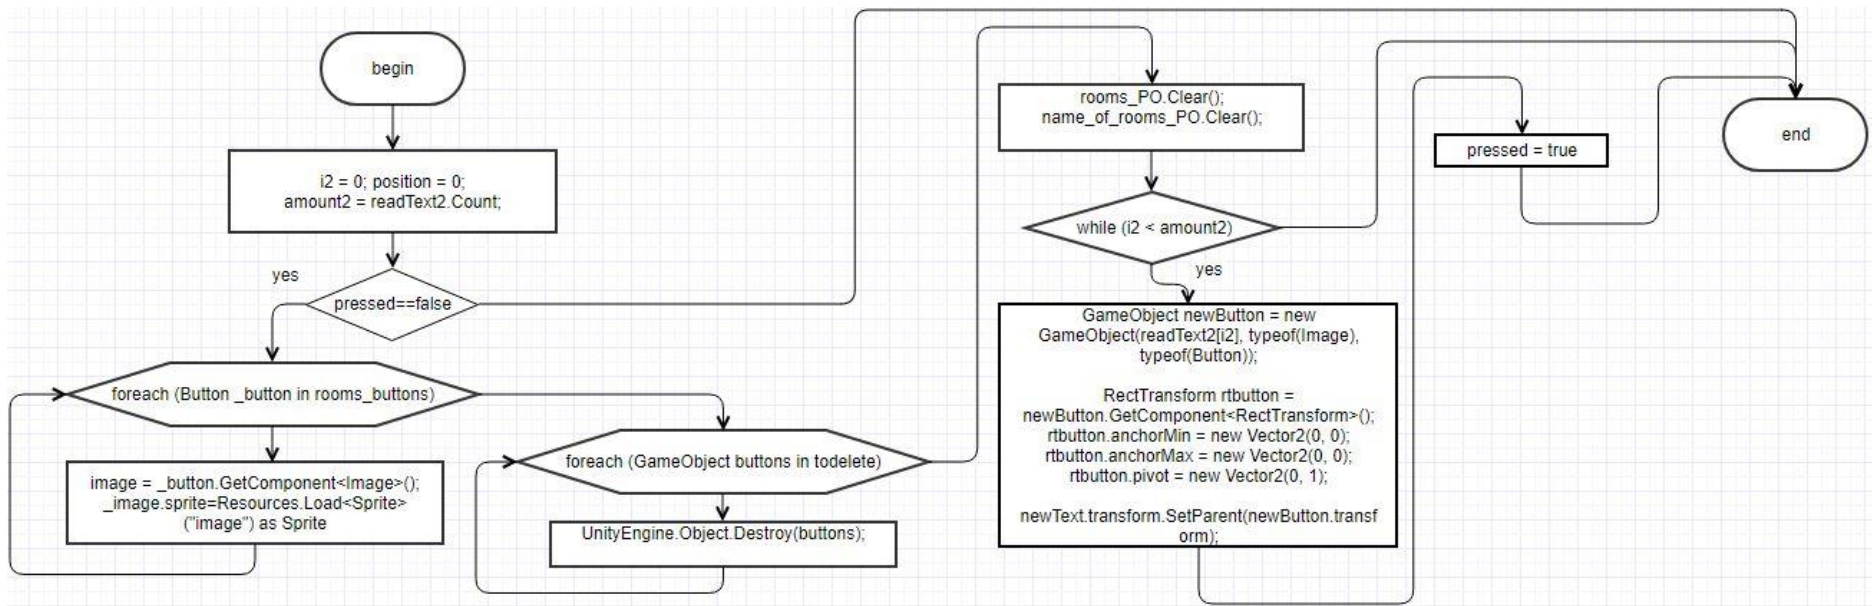 begin
i2 = 0; position = 0;
amount2 = readText2.Count;
yes
pressed==false
foreach (Button _button in rooms_buttons)
image = _button.GetComponent<Image>();
_image.sprite=Resources.Load<Sprite>
("image") as Sprite
foreach (GameObject buttons in todelete)
UnityEngine.Object.Destroy(buttons);
rooms_PO.Clear();
name_of_rooms_PO.Clear();
while (i2 < amount2)
yes
GameObject newButton = new
GameObject(readText2[i2], typeof(Image),
typeof(Button));
RectTransform rtbutton =
newButton.GetComponent<RectTransform>();
rtbutton.anchorMin = new Vector2(0, 0);
rtbutton.anchorMax = new Vector2(0, 0);
rtbutton.pivot = new Vector2(0, 1);
newText.transform.SetParent(newButton.transf
orm);
pressed = true
end